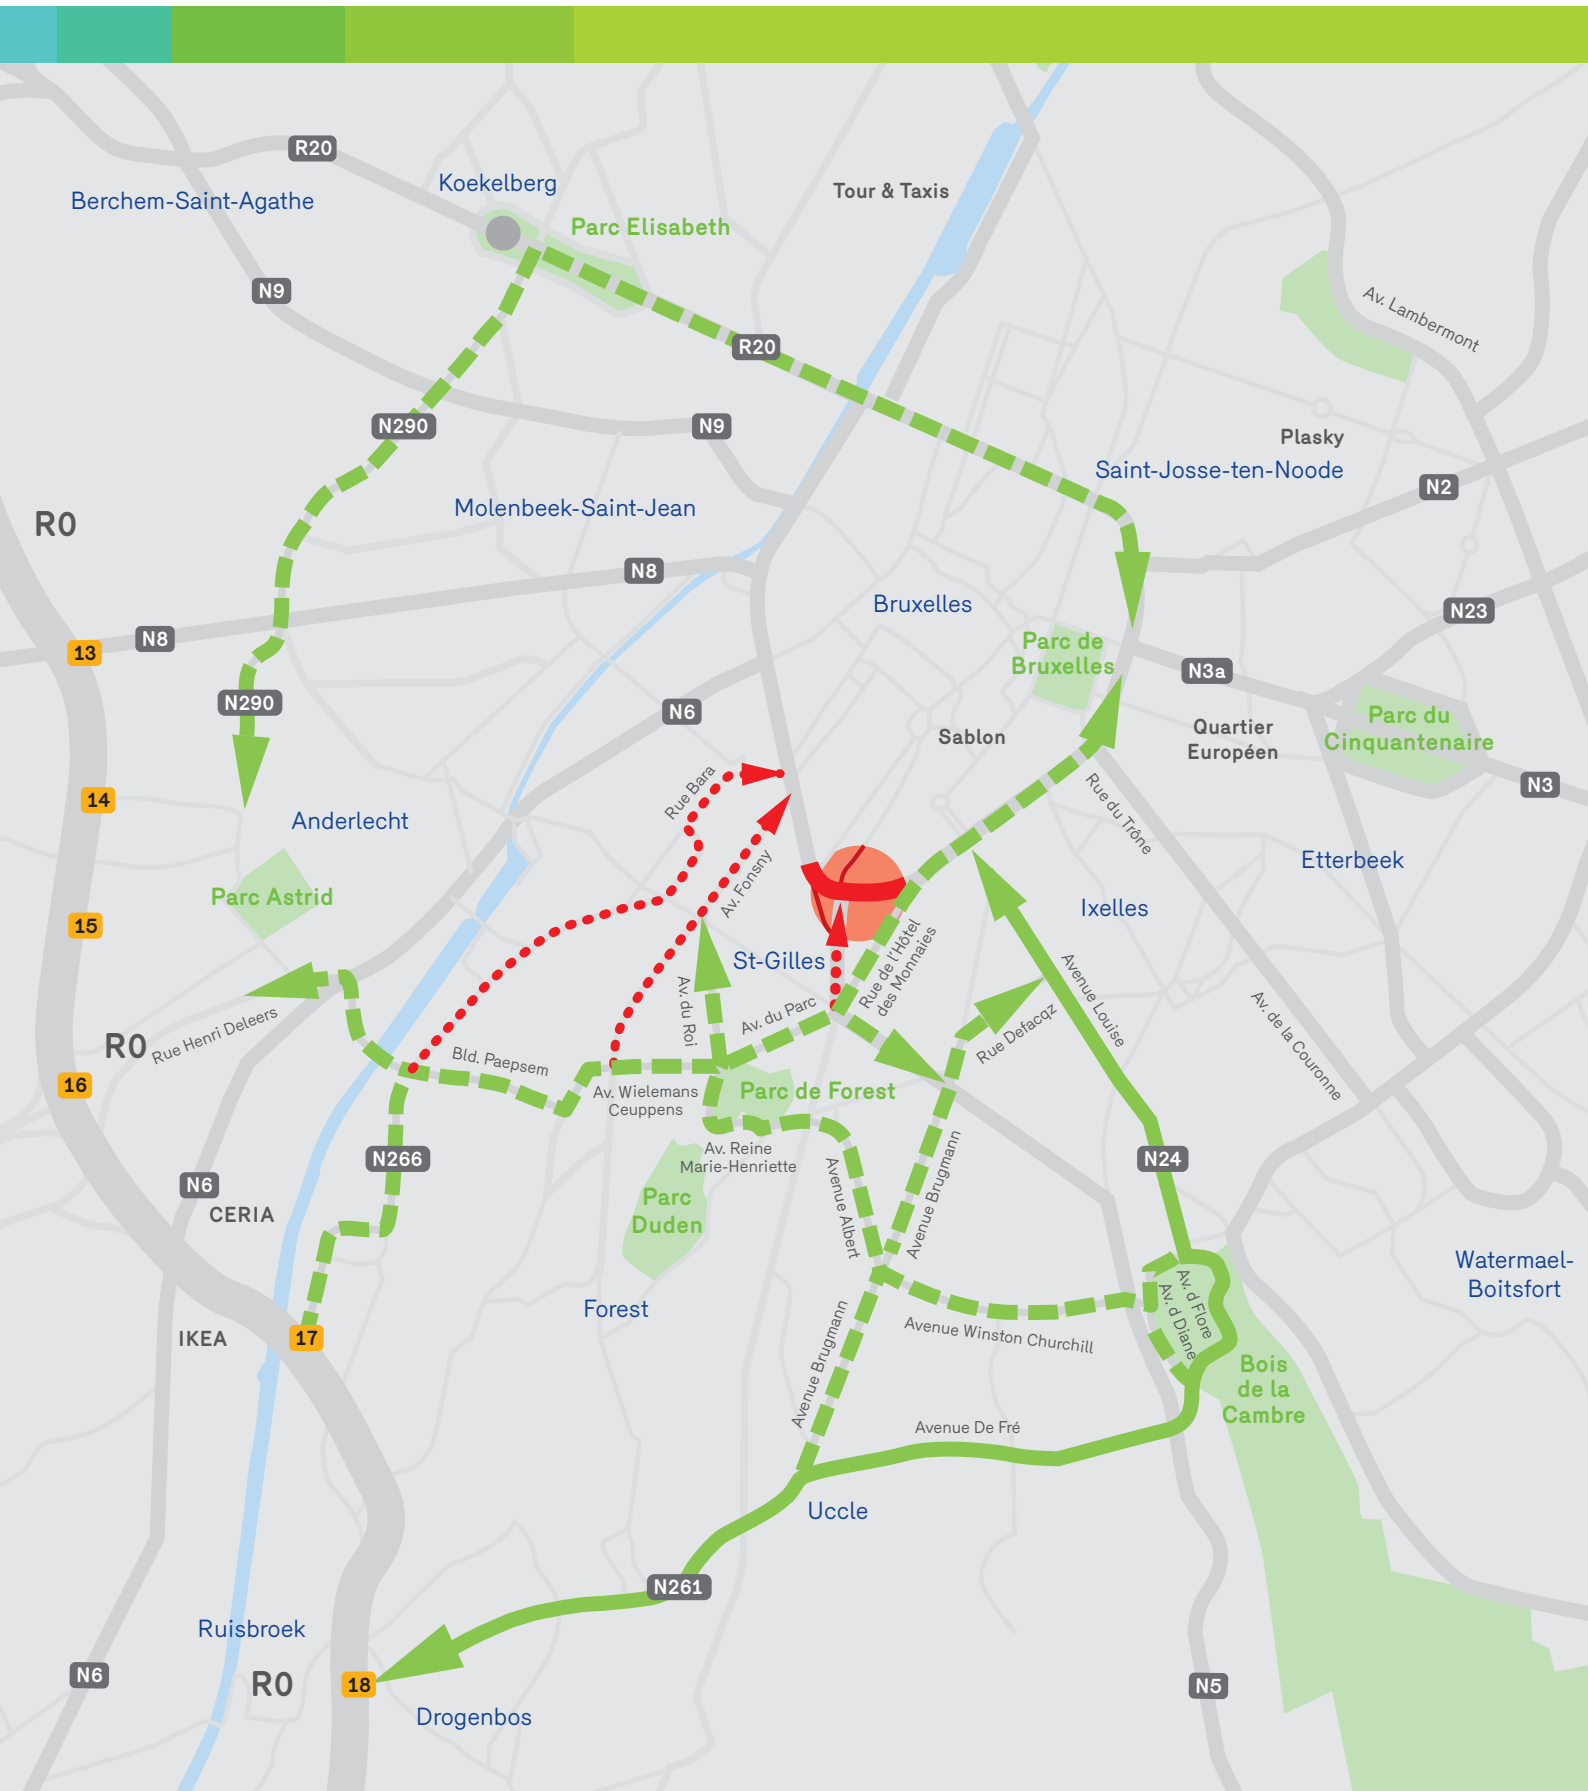 R20
Koekelberg
Berchem-Saint-Agathe
Tour & Taxis
Parc Elisabeth
N9
Av. Lambermont
R20
N290
N9
Plasky
Saint-Josse-ten-Noode
N2
Molenbeek-Saint-Jean
R0
N8
Bruxelles
N23
N8
13
Parc de
Bruxelles
N3a
N290
N6
Quartier
Européen
Parc du
Cinquantenaire
Sablon
N3
Rue Bara
14
Anderlecht
Rue du Trône
Etterbeek
Av. Fonsny
Parc Astrid
Ixelles
15
St-Gilles
Rue de l'Hôtel
des Monnaies
Avenue Louise
Av. du Roi
Av. du Parc
Av. de la Couronne
R0
Rue Henri Deleers
Rue Defacqz
Bld. Paepsem
16
Av. Wielemans
Ceuppens
Parc de Forest
Av. Reine
Marie-Henriette
N266
N24
Avenue Albert
Avenue Brugmann
N6
CERIA
Parc
Duden
Watermael-
Boitsfort
Av. d Flore
Av. d Diane
Forest
IKEA
17
Avenue Winston Churchill
Avenue Brugmann
Bois
de la
Cambre
Avenue De Fré
Uccle
N261
Ruisbroek
N6
R0
18
N5
Drogenbos